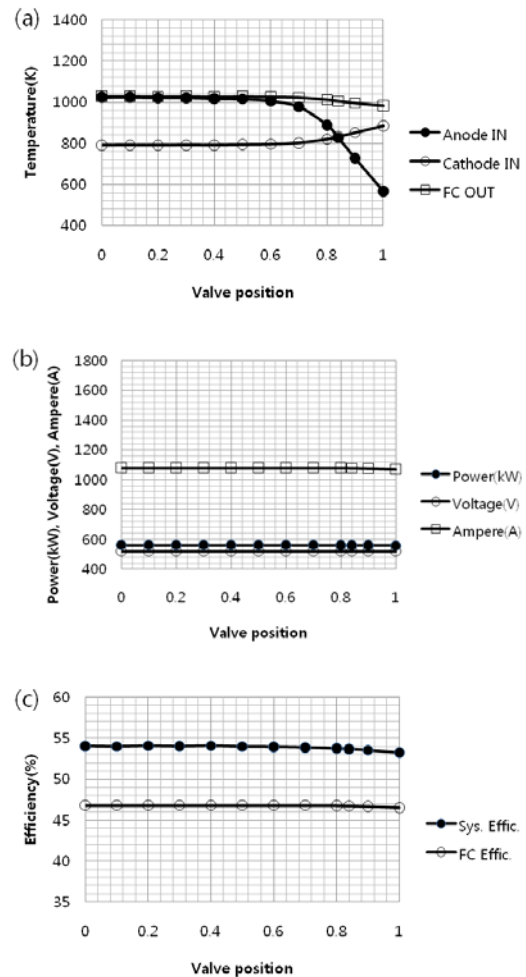 (a)
Temperature(K)
1400
1200
1000
800
600
400
0 0.2 0.4 0.6 0.8 1
Valve position
Anode IN
Cathode IN
FC OUT
(b)
Power(kW), Voltage(V), Ampere(A)
1800
1600
1400
1200
1000
800
600
400
0 0.2 0.4 0.6 0.8 1
Valve position
Power(kW)
Voltage(V)
Ampere(A)
(c)
Efficiency(%)
60
55
50
45
40
35
0 0.2 0.4 0.6 0.8 1
Valve position
Sys. Effic.
FC Effic.